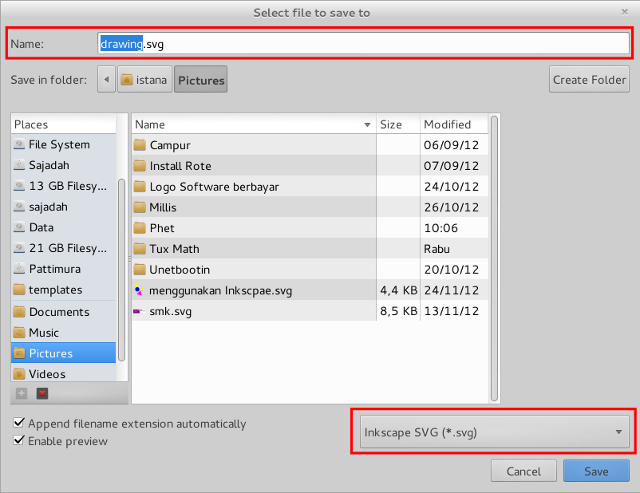 Select file to save to
Name: drawing.svg
Save in folder: istana Pictures Create Folder
Places
File System
Sajadah
13 GB Filesy...
sajadah
Data
21 GB Filesy...
Pattimura
templates
Documents
Music
Pictures
Videos
Name Size Modified
Campur 06/09/12
Install Rote 07/09/12
Logo Software berbayar 24/10/12
Millis 26/10/12
Phet 10:06
Tux Math Rabu
Unetbootin 20/10/12
menggunakan Inkscpae.svg 4,4 KB 24/11/12
smk.svg 8,5 KB 13/11/12
Append filename extension automatically
Enable preview
Inkscape SVG (*.svg)
Cancel Save